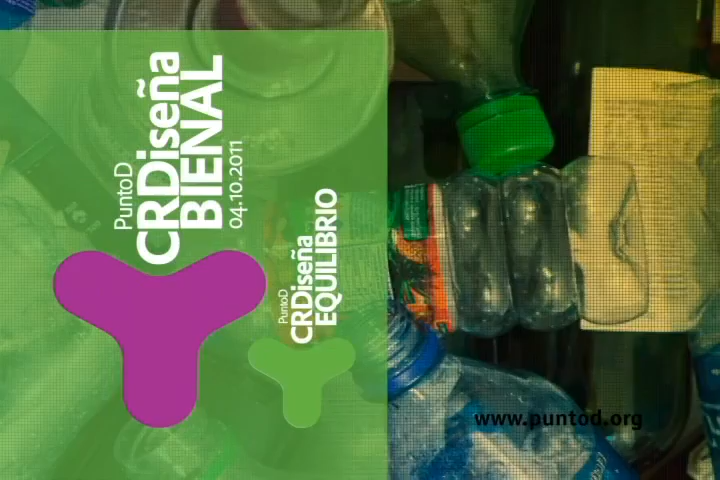 PuntoD
CRDiseña
BIENAL
04.10.2011
PuntoD
CRDiseña
EQUILIBRIO
www.puntod.org